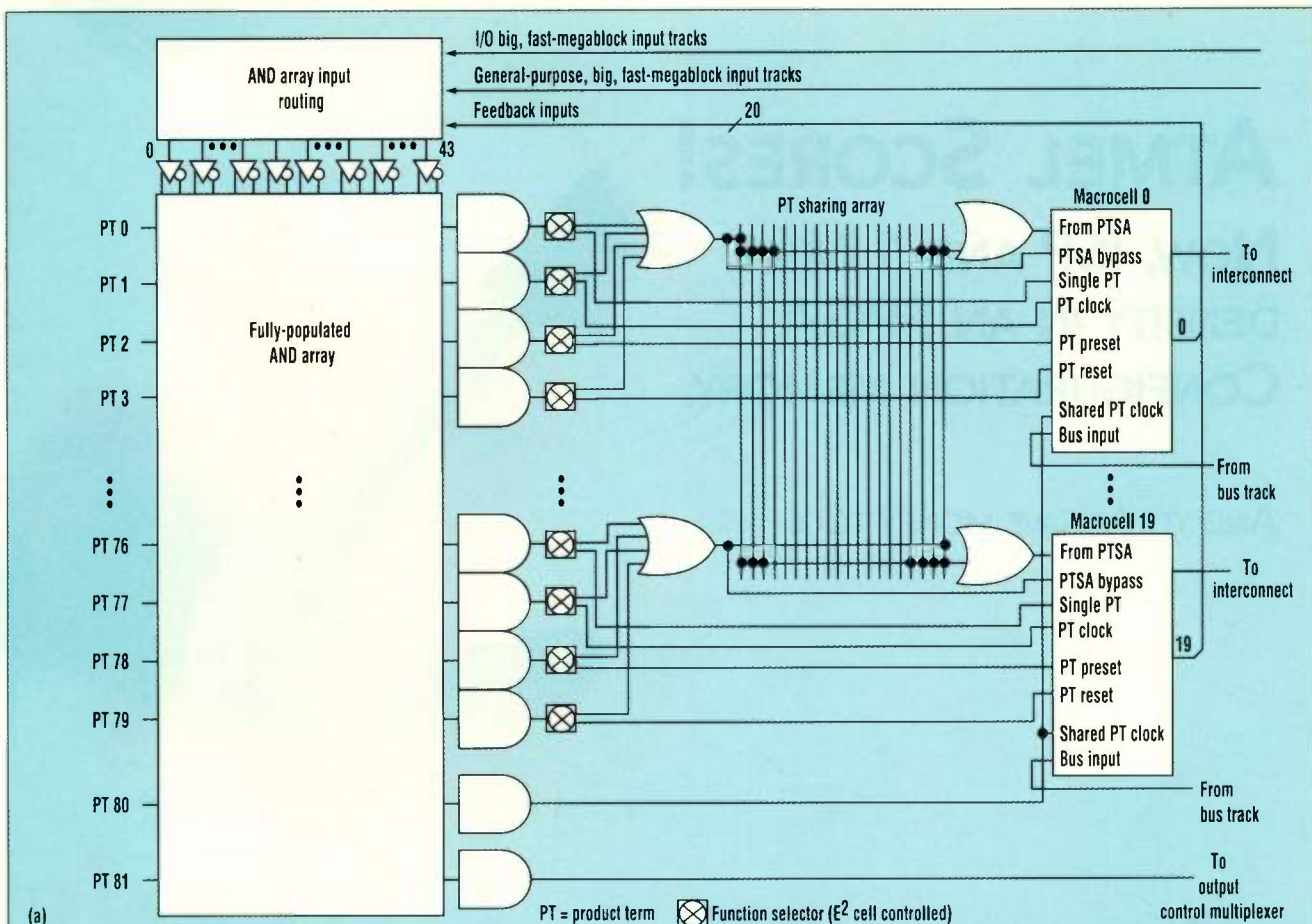 I/O big, fast-megablock input tracks
AND array input
routing
General-purpose, big, fast-megablock input tracks
Feedback inputs
20
0
43
PT 0
PT 1
PT 2
PT 3
Fully-populated
AND array
PT 76
PT 77
PT 78
PT 79
PT 80
PT 81
PT sharing array
Macrocell 0
From PTSA
PTSA bypass
Single PT
PT clock
PT preset
PT reset
Shared PT clock
Bus input
To
interconnect
0
From
bus track
Macrocell 19
From PTSA
PTSA bypass
Single PT
PT clock
PT preset
PT reset
Shared PT clock
Bus input
To
interconnect
19
From
bus track
To
output
control multiplexer
(a)
PT = product term
Function selector (E2 cell controlled)
ATMEL SCORES!